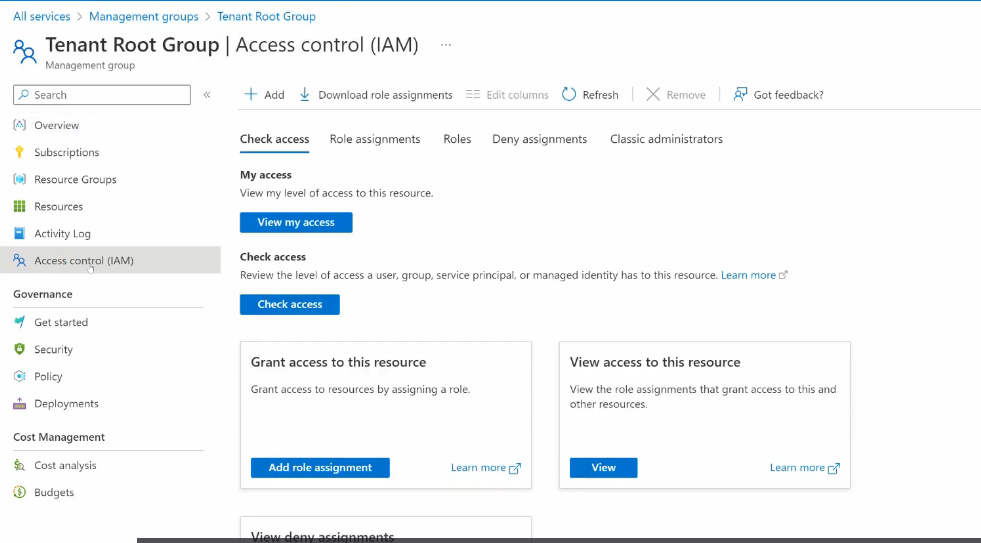 All services > Management groups > Tenant Root Group
Tenant Root Group | Access control (IAM) ...
Management group
Search
«
Add
Download role assignments
Edit columns
Refresh
Remove
Got feedback?
Overview
Subscriptions
Resource Groups
Resources
Activity Log
Access control (IAM)
Governance
Get started
Security
Policy
Deployments
Cost Management
Cost analysis
Budgets
Check access
Role assignments
Roles
Deny assignments
Classic administrators
My access
View my level of access to this resource.
View my access
Check access
Review the level of access a user, group, service principal, or managed identity has to this resource. Learn more
Check access
Grant access to this resource
Grant access to resources by assigning a role.
Add role assignment
Learn more
View access to this resource
View the role assignments that grant access to this and
other resources.
View
Learn more
View deny assignments